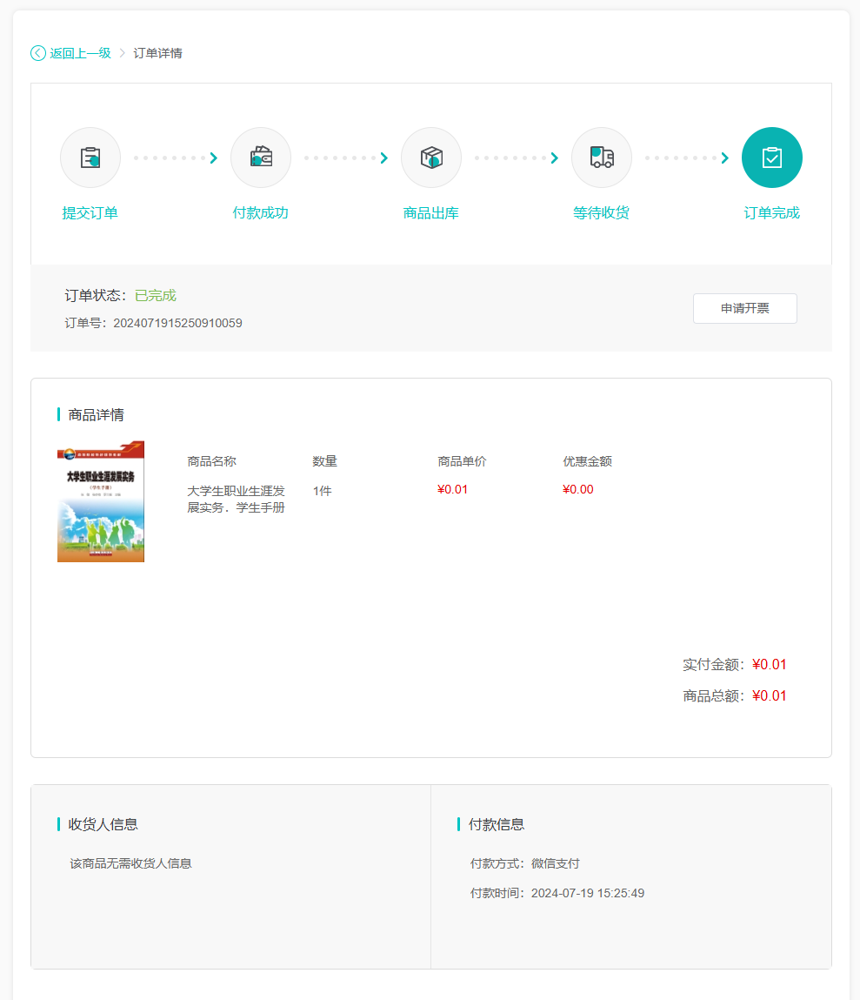 返回上一级 > 订单详情
提交订单 付款成功 商品出库 等待收货 订单完成
订单状态：已完成
订单号：2024071915250910059
申请开票
商品详情
大学生职业生涯发展实务
（学生手册）
商品名称 数量 商品单价 优惠金额
大学生职业生涯发 1件 ¥0.01 ¥0.00
展实务．学生手册
实付金额：¥0.01
商品总额：¥0.01
收货人信息
该商品无需收货人信息
付款信息
付款方式：微信支付
付款时间：2024-07-19 15:25:49